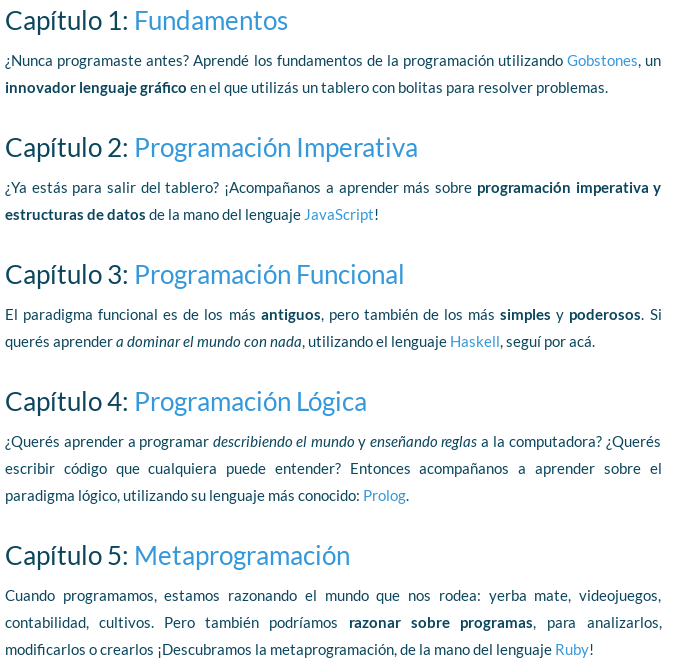 Capítulo 1: Fundamentos
¿Nunca programaste antes? Aprendé los fundamentos de la programación utilizando Gobstones, un
innovador lenguaje gráfico en el que utilizás un tablero con bolitas para resolver problemas.
Capítulo 2: Programación Imperativa
¿Ya estás para salir del tablero? ¡Acompañanos a aprender más sobre programación imperativa y
estructuras de datos de la mano del lenguaje JavaScript!
Capítulo 3: Programación Funcional
El paradigma funcional es de los más antiguos, pero también de los más simples y poderosos. Si
querés aprender a dominar el mundo con nada, utilizando el lenguaje Haskell, seguí por acá.
Capítulo 4: Programación Lógica
¿Querés aprender a programar describiendo el mundo y enseñando reglas a la computadora? ¿Querés
escribir código que cualquiera puede entender? Entonces acompañanos a aprender sobre el
paradigma lógico, utilizando su lenguaje más conocido: Prolog.
Capítulo 5: Metaprogramación
Cuando programamos, estamos razonando el mundo que nos rodea: yerba mate, videojuegos,
contabilidad, cultivos. Pero también podríamos razonar sobre programas, para analizarlos,
modificarlos o crearlos ¡Descubramos la metaprogramación, de la mano del lenguaje Ruby!